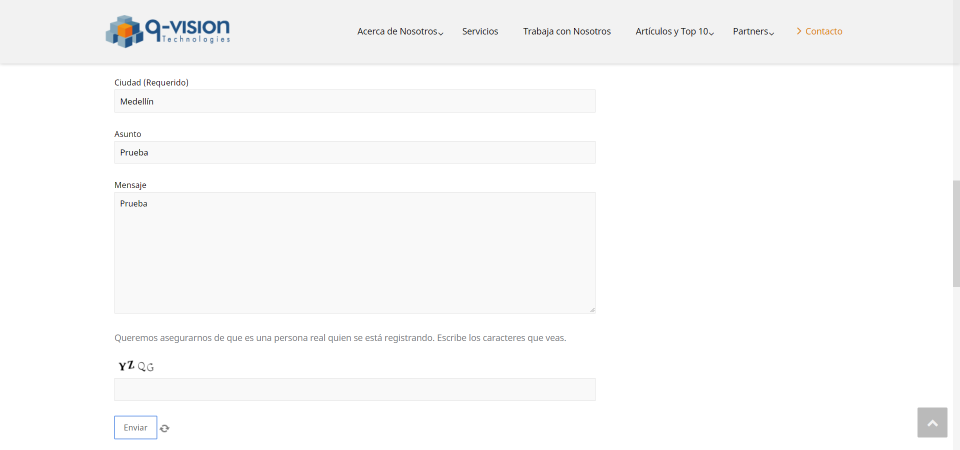 q-vision
Technologies
Acerca de Nosotros Servicios Trabaja con Nosotros Artículos y Top 10 Partners Contacto
Ciudad (Requerido)
Medellín
Asunto
Prueba
Mensaje
Prueba
Queremos asegurarnos de que es una persona real quien se está registrando. Escribe los caracteres que veas.
YZQG
Enviar